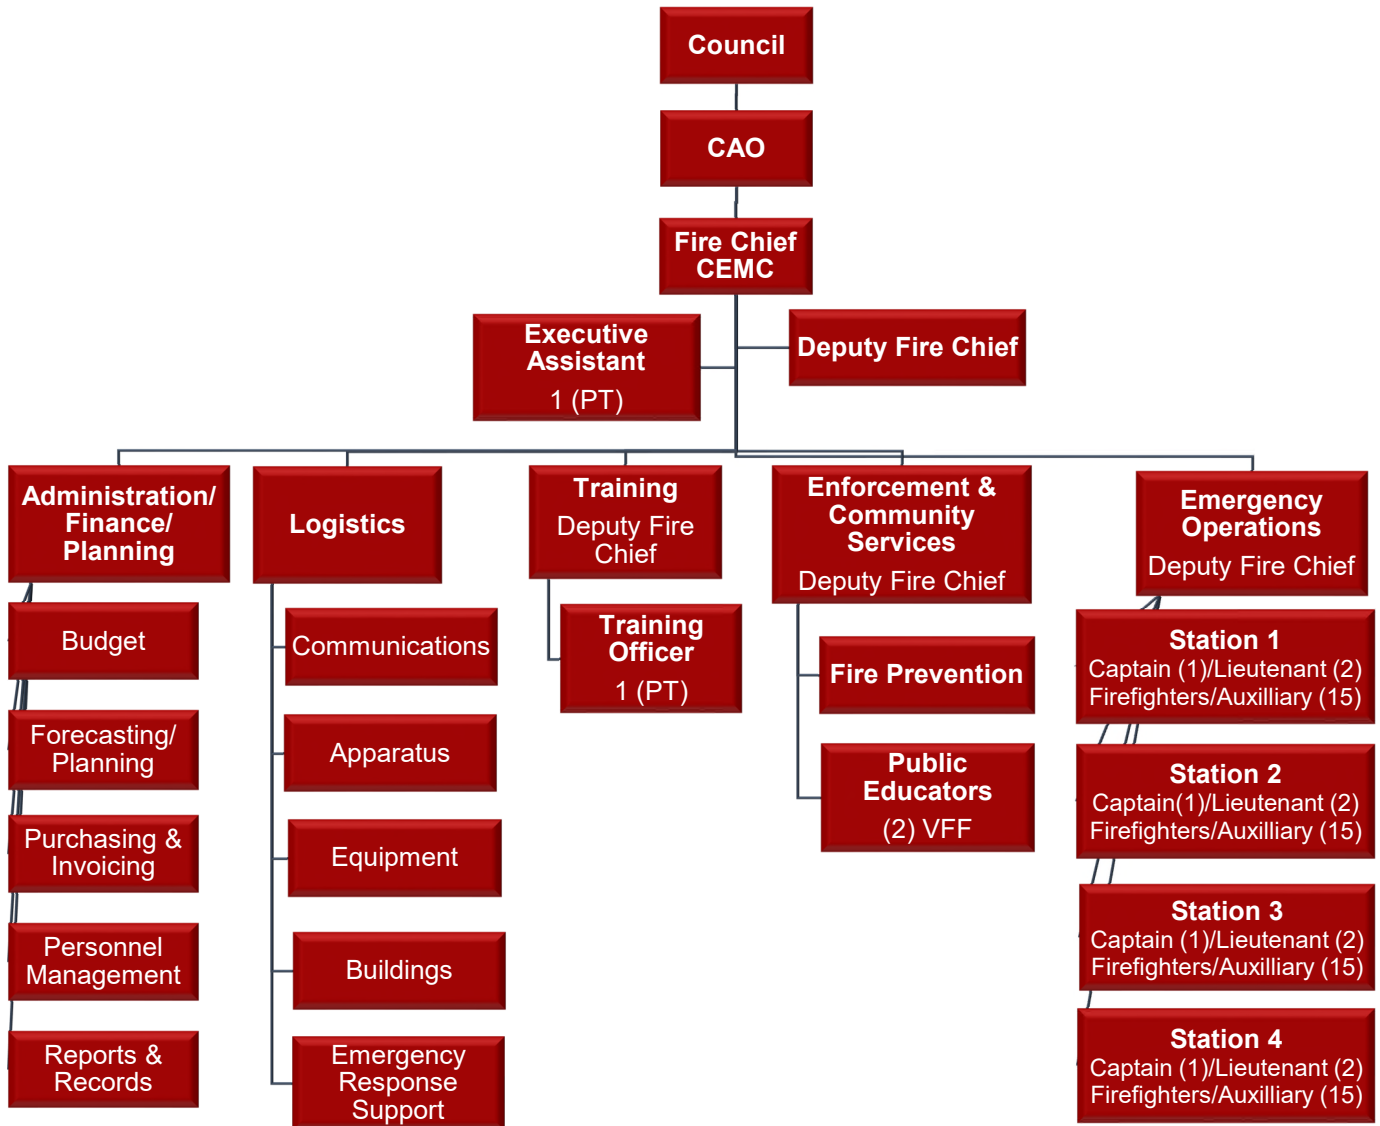 Council
CAO
Fire Chief
CEMC
Executive
Assistant
1 (PT)
Deputy Fire Chief
Administration/
Finance/
Planning
Budget
Forecasting/
Planning
Purchasing &
Invoicing
Personnel
Management
Reports &
Records
Logistics
Communications
Apparatus
Equipment
Buildings
Emergency
Response
Support
Training
Deputy Fire
Chief
Training
Officer
1 (PT)
Enforcement &
Community
Services
Deputy Fire Chief
Fire Prevention
Public
Educators
(2) VFF
Emergency
Operations
Deputy Fire Chief
Station 1
Captain (1)/Lieutenant (2)
Firefighters/Auxilliary (15)
Station 2
Captain(1)/Lieutenant (2)
Firefighters/Auxilliary (15)
Station 3
Captain (1)/Lieutenant (2)
Firefighters/Auxilliary (15)
Station 4
Captain (1)/Lieutenant (2)
Firefighters/Auxilliary (15)